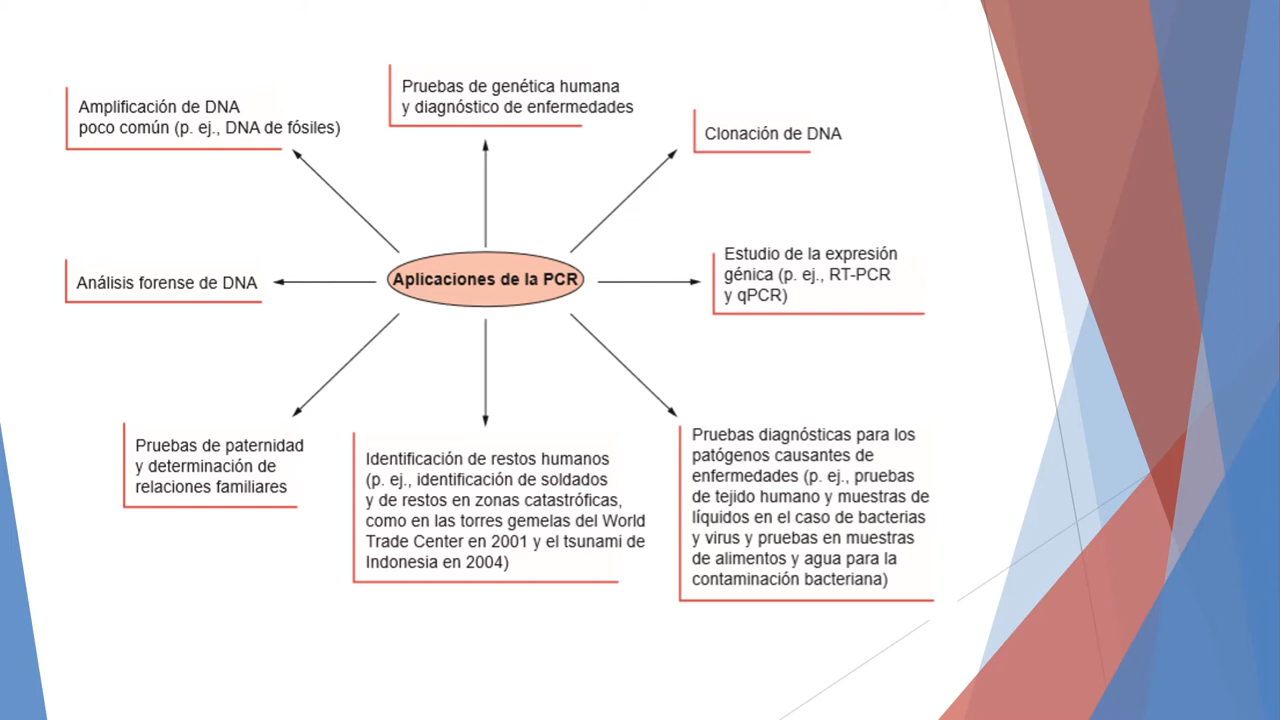 Pruebas de genética humana
y diagnóstico de enfermedades
Amplificación de DNA
poco común (p. ej., DNA de fósiles)
Clonación de DNA
Aplicaciones de la PCR
Análisis forense de DNA
Estudio de la expresión
génica (p. ej., RT-PCR
y qPCR)
Pruebas de paternidad
y determinación de
relaciones familiares
Identificación de restos humanos
(p. ej., identificación de soldados
y de restos en zonas catastróficas,
como en las torres gemelas del World
Trade Center en 2001 y el tsunami de
Indonesia en 2004)
Pruebas diagnósticas para los
patógenos causantes de
enfermedades (p. ej., pruebas
de tejido humano y muestras de
líquidos en el caso de bacterias
y virus y pruebas en muestras
de alimentos y agua para la
contaminación bacteriana)